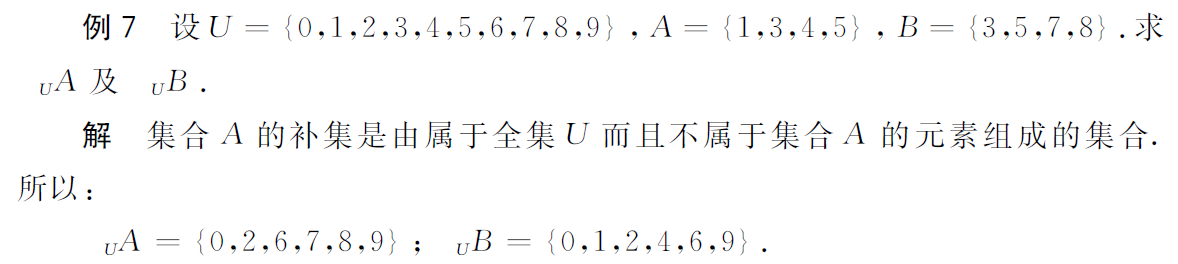 例 7 设 U = {0,1,2,3,4,5,6,7,8,9} , A = {1,3,4,5} , B = {3,5,7,8} .求
UA 及 UB .
解 集合 A 的补集是由属于全集 U 而且不属于集合 A 的元素组成的集合.
所以:
UA = {0,2,6,7,8,9} ; UB = {0,1,2,4,6,9} .